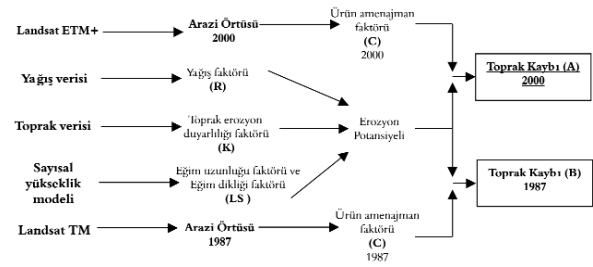 Landsat ETM+
Arazi Örtüsü
2000
Ürün amenajman
faktörü
(C)
2000
Toprak Kaybı (A)
2000
Yağış verisi
Yağış faktörü
(R)
Toprak verisi
Toprak erozyon
duyarlılığı faktörü
(K)
Erozyon
Potansiyeli
Sayısal
yükseklik
modeli
Eğim uzunluğu faktörü ve
Eğim dikliği faktörü
(LS )
Toprak Kaybı (B)
1987
Landsat TM
Arazi Örtüsü
1987
Ürün amenajman
faktörü
(C)
1987